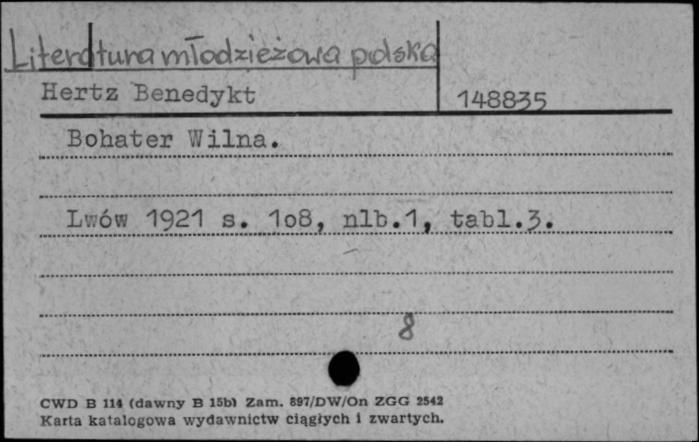 Literatura młodzieżowa polska
Hertz Benedykt
148835
Bohater Wilna.
Lwów 1921 s. 1o8, nlb.1, tabl.3.
8
CWD B 114 (dawny B 15b) Zam. 897/DW/On ZGG 2542
Karta katalogowa wydawnictw ciągłych i zwartych.